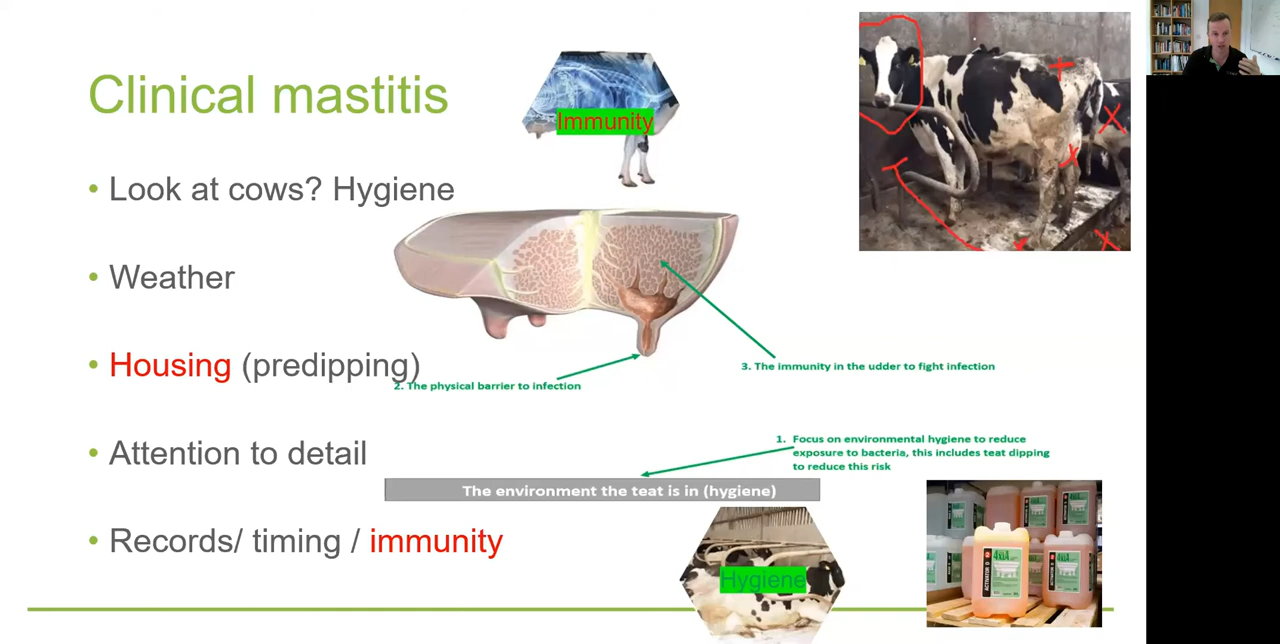 Clinical mastitis
Immunity
• Look at cows? Hygiene
• Weather
• Housing (predipping)
2. The physical barrier to infection
3. The immunity in the udder to fight infection
• Attention to detail
1. Focus on environmental hygiene to reduce
exposure to bacteria, this includes teat dipping
to reduce this risk
The environment the teat is in (hygiene)
• Records/ timing / immunity
Hygiene
4XLA
ACTIVATOR